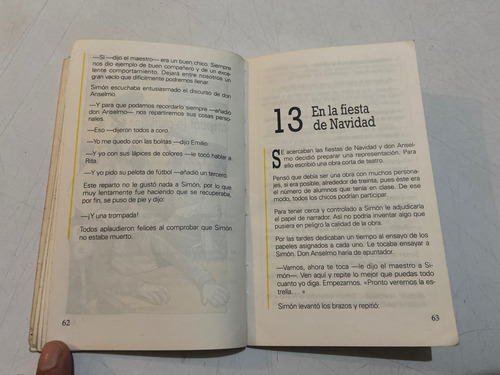 —Sí —dijo el maestro— era un buen chico. Siempre
nos dio ejemplo de buen compañero y de un exce-
lente comportamiento. Dejará entre nosotros un
gran vacío que difícilmente podremos llenar.
Simón escuchaba entusiasmado el discurso de don
Anselmo.
—Y para que podamos recordarlo siempre —añadió
don Anselmo— nos repartiremos sus cosas perso-
nales.
—Eso —dijeron todos a coro.
—Yo me quedo con las bolitas —dijo Emilio.
—Y yo con sus lápices de colores —le tocó hablar a
Rita.
—Y yo pido su pelota de fútbol —añadió un tercero.
Este reparto no le gustó nada a Simón, por lo que
muy lentamente fue haciendo que se recuperaba,
por fin, se puso de pie y dijo:
—¡Y una trompada!
Todos aplaudieron felices al comprobar que Simón
no estaba muerto.
62
13 En la fiesta
de Navidad
SE acercaban las fiestas de Navidad y don Ansel-
mo decidió preparar una representación. Para
ello escribió una obra corta de teatro.
Pensó que debía ser una obra con muchos persona-
jes, si era posible, alrededor de treinta, pues éste era
el número de alumnos que tenía en clase. De ese
modo, todos los chicos podrían participar.
Para tener cerca y controlado a Simón le adjudicaría
el papel de narrador. Así no podría inventar algo que
pusiera en peligro la calidad de la obra.
Por las tardes dedicaban un tiempo al ensayo de los
papeles asignados a cada uno. Le tocaba ensayar a
Simón. Don Anselmo haría de apuntador.
—Vamos, ahora te toca —le dijo el maestro a Si-
món—. Ven aquí y repite lo mejor que puedas todo
cuanto yo diga. Empezamos. «Pronto veremos la es-
trella. . . »
Simón levantó los brazos y repitió:
63